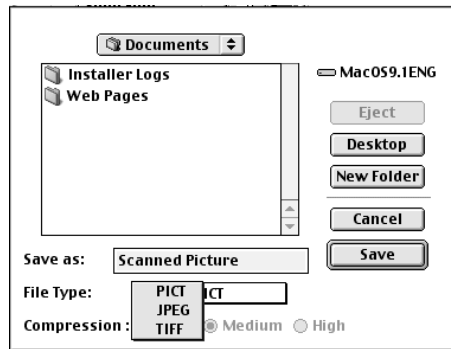 Documents
Installer Logs
Web Pages
MacOS9.1ENG
Eject
Desktop
New Folder
Cancel
Save as: Scanned Picture
Save
File Type: PICT
JPEG
TIFF
Compression : Medium High